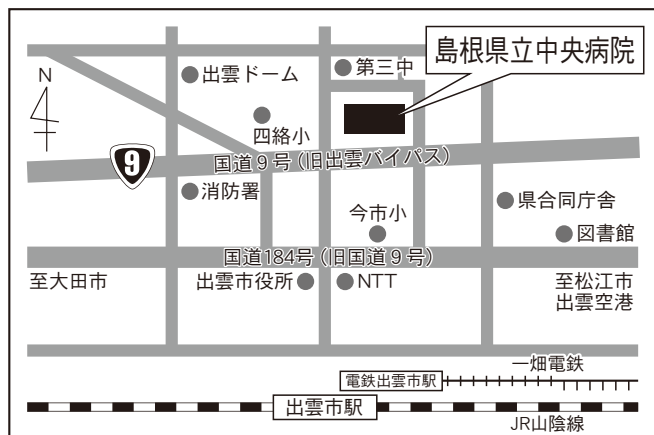 島根県立中央病院
N
出雲ドーム
第三中
四絡小
国道9号（旧出雲バイパス）
9
消防署
県合同庁舎
今市小
図書館
国道184号（旧国道9号）
至大田市
出雲市役所
NTT
至松江市
出雲空港
一畑電鉄
電鉄出雲市駅
出雲市駅
JR山陰線